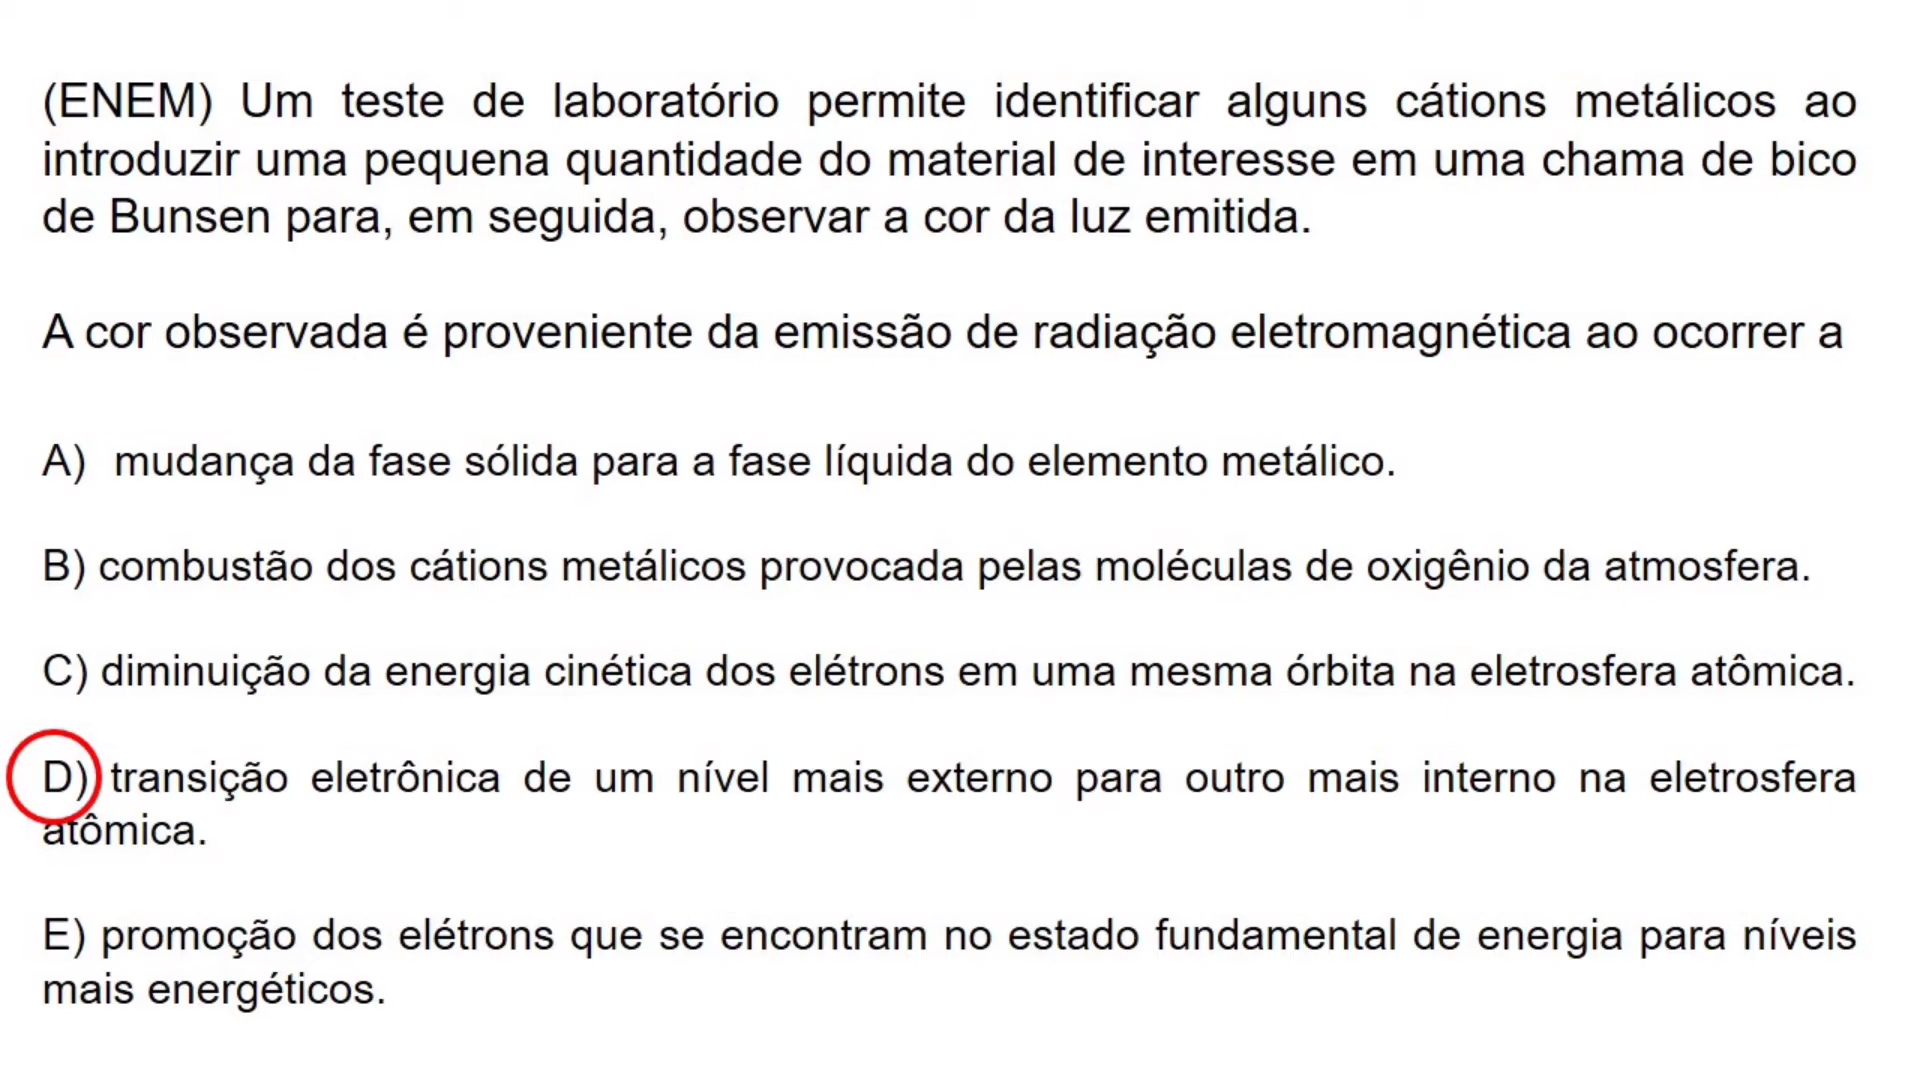 (ENEM) Um teste de laboratório permite identificar alguns cátions metálicos ao
introduzir uma pequena quantidade do material de interesse em uma chama de bico
de Bunsen para, em seguida, observar a cor da luz emitida.
A cor observada é proveniente da emissão de radiação eletromagnética ao ocorrer a
A) mudança da fase sólida para a fase líquida do elemento metálico.
B) combustão dos cátions metálicos provocada pelas moléculas de oxigênio da atmosfera.
C) diminuição da energia cinética dos elétrons em uma mesma órbita na eletrosfera atômica.
D) transição eletrônica de um nível mais externo para outro mais interno na eletrosfera
atômica.
E) promoção dos elétrons que se encontram no estado fundamental de energia para níveis
mais energéticos.